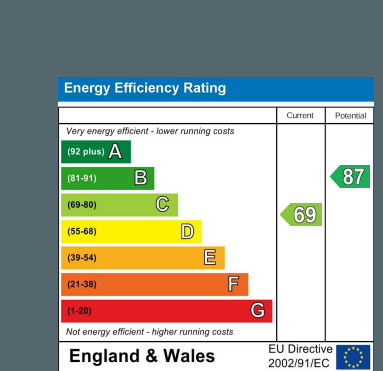 Energy Efficiency Rating
Current Potential
Very energy efficient - lower running costs
(92 plus) A
(81-91) B
87
(69-80) C
69
(55-68) D
(39-54) E
(21-38) F
(1-20) G
Not energy efficient - higher running costs
England & Wales
EU Directive
2002/91/EC